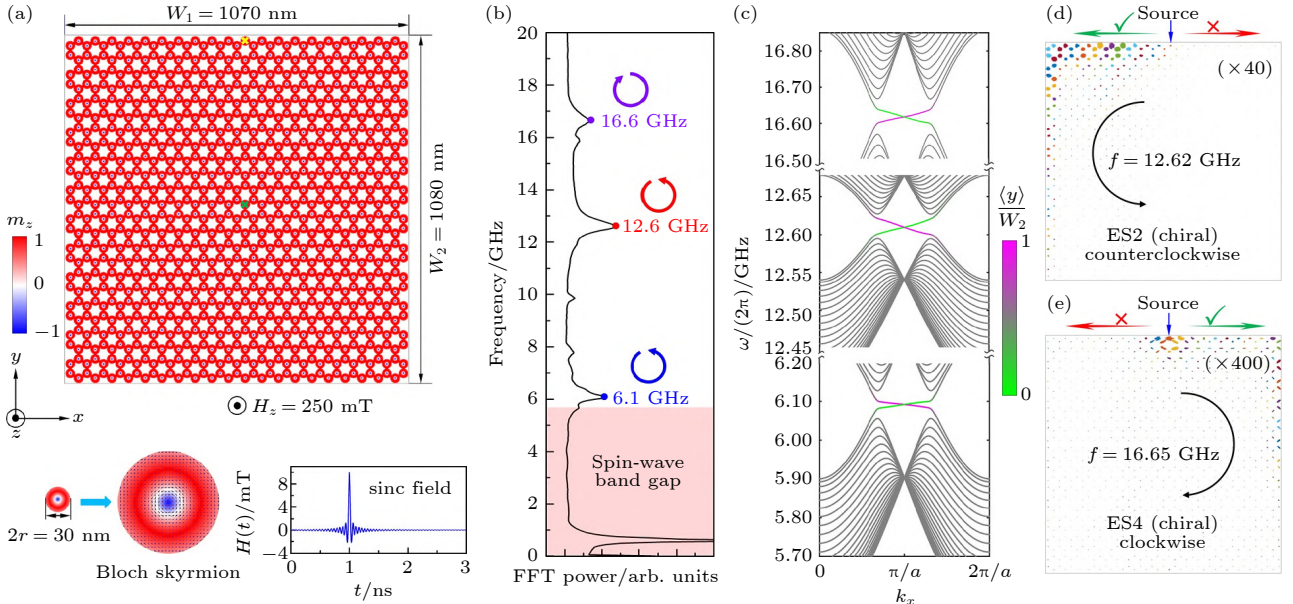 (a)
W₁ = 1070 nm
W₂ = 1080 nm
m_z
1
0
−1
y
x
z
H_z = 250 mT
2r = 30 nm
Bloch skyrmion
H(t)/mT
8
4
0
−4
sinc field
0
1
2
3
t/ns
(b)
Frequency/GHz
20
18
16
14
12
10
8
6
4
2
0
16.6 GHz
12.6 GHz
6.1 GHz
Spin-wave
band gap
FFT power/arb. units
(c)
ω/(2π)/GHz
16.80
16.70
16.60
16.50
12.65
12.60
12.55
12.50
12.45
6.20
6.10
6.00
5.90
5.80
5.70
0
π/a
2π/a
k_x
⟨y⟩
W₂
1
0
(d)
Source
✓
×
(×40)
f = 12.62 GHz
ES2 (chiral)
counterclockwise
(e)
Source
×
✓
(×400)
f = 16.65 GHz
ES4 (chiral)
clockwise